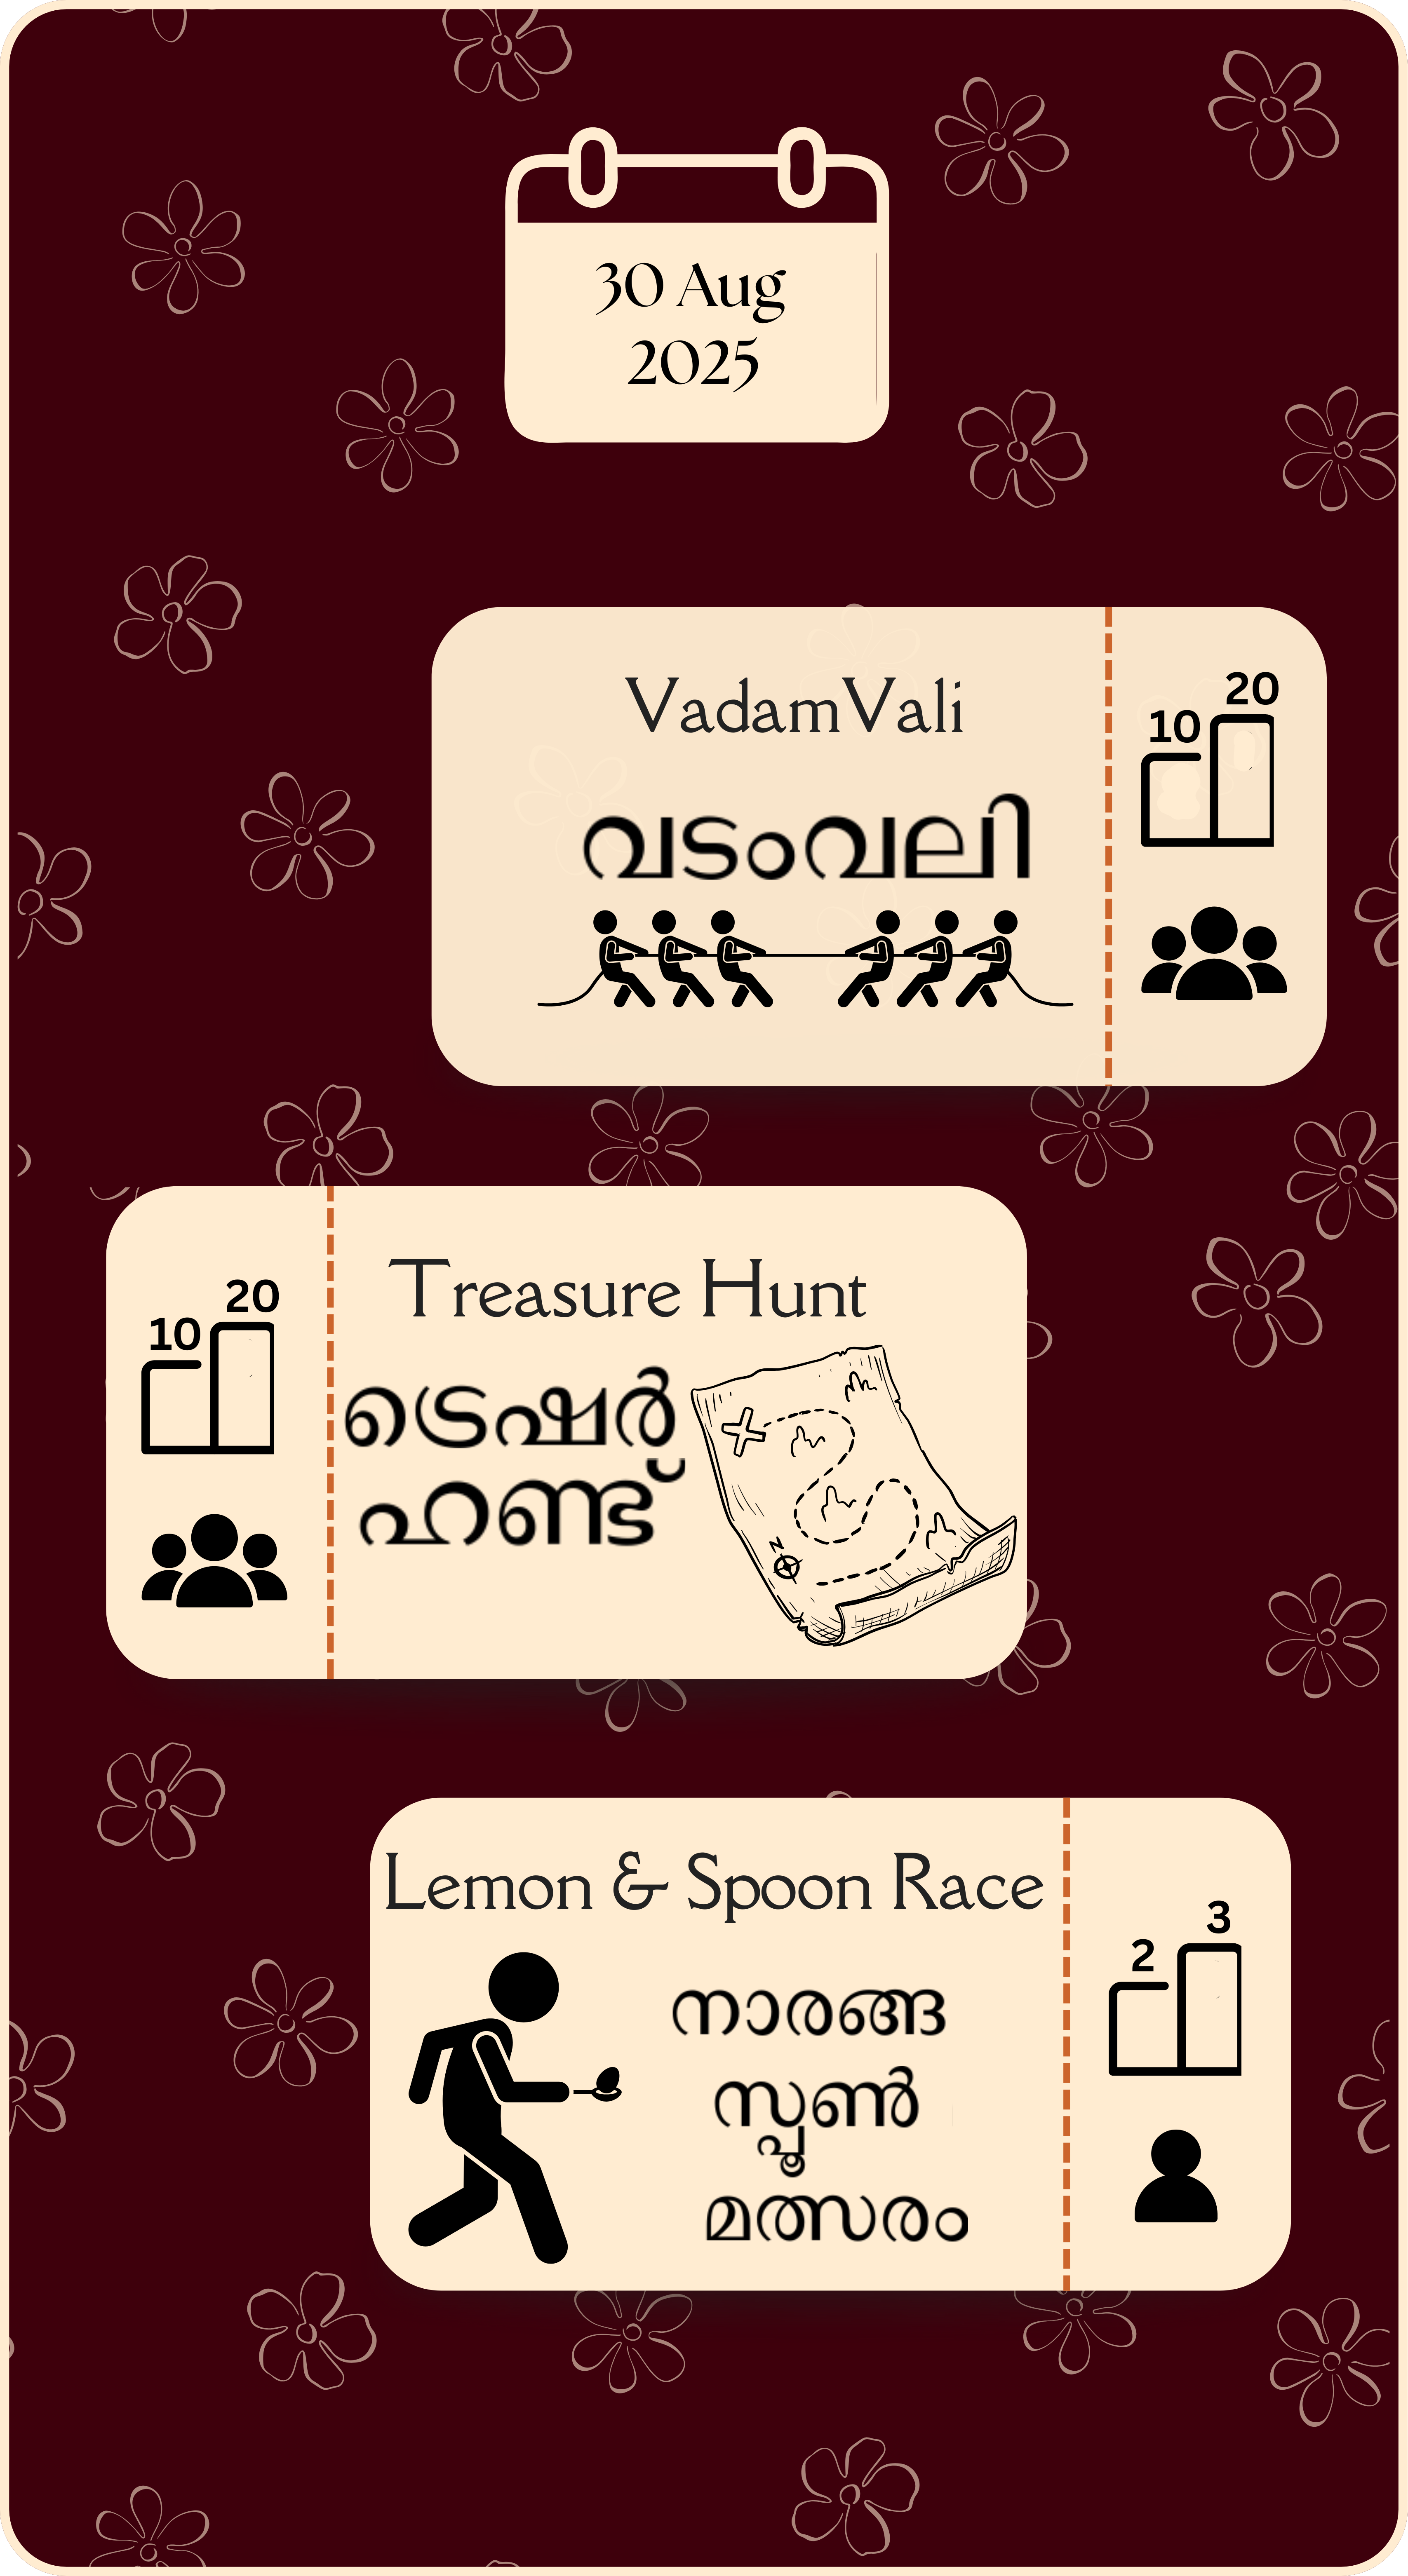 30 Aug
2025
VadamVali
20
10
വടംവലി
Treasure Hunt
20
10
ട്രെഷർ
ഹണ്ട്
Lemon & Spoon Race
3
2
നാരങ്ങ
സ്പൂൺ
മത്സരം
N